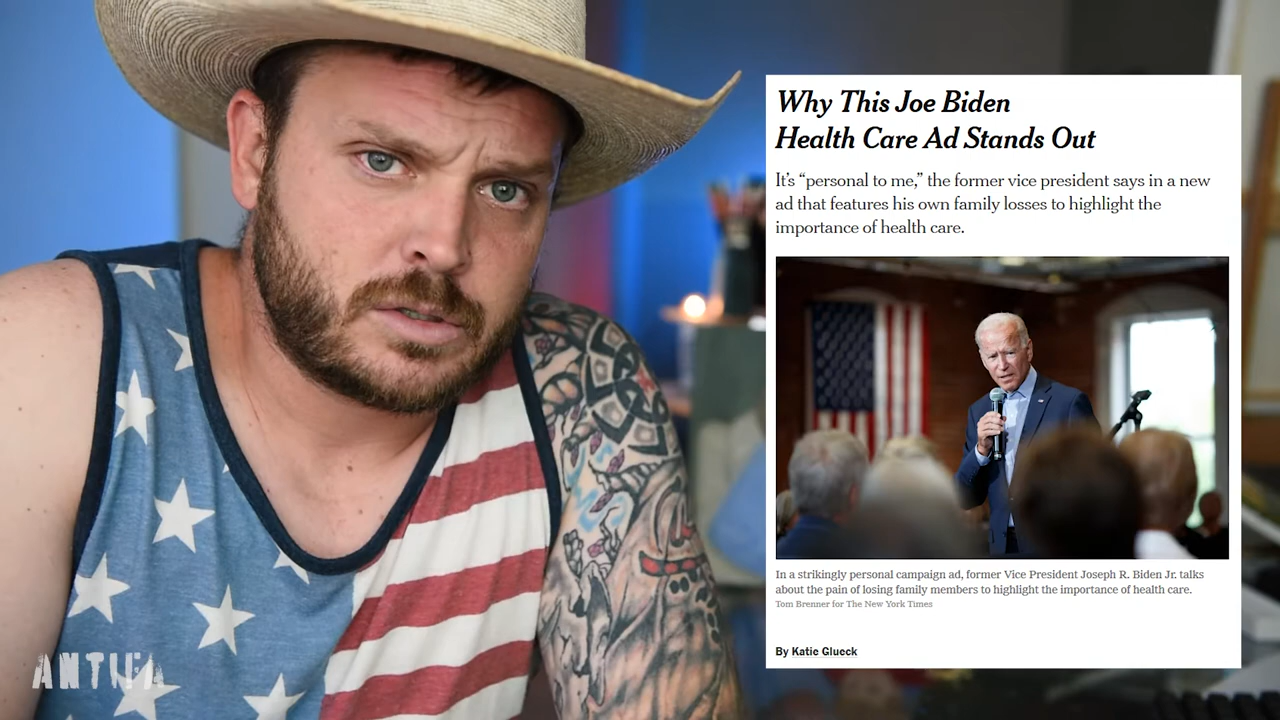 Why This Joe Biden
Health Care Ad Stands Out
It’s “personal to me,” the former vice president says in a new
ad that features his own family losses to highlight the
importance of health care.
In a strikingly personal campaign ad, former Vice President Joseph R. Biden Jr. talks
about the pain of losing family members to highlight the importance of health care.
Tom Brenner for The New York Times
By Katie Glueck
ANTIFA